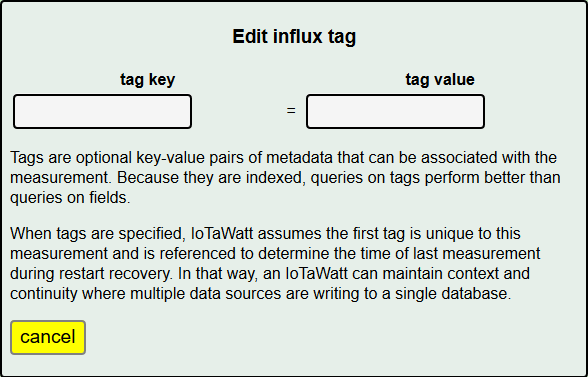 Edit influx tag
tag key tag value
=
Tags are optional key-value pairs of metadata that can be associated with the
measurement. Because they are indexed, queries on tags perform better than
queries on fields.
When tags are specified, IoTaWatt assumes the first tag is unique to this
measurement and is referenced to determine the time of last measurement
during restart recovery. In that way, an IoTaWatt can maintain context and
continuity where multiple data sources are writing to a single database.
cancel